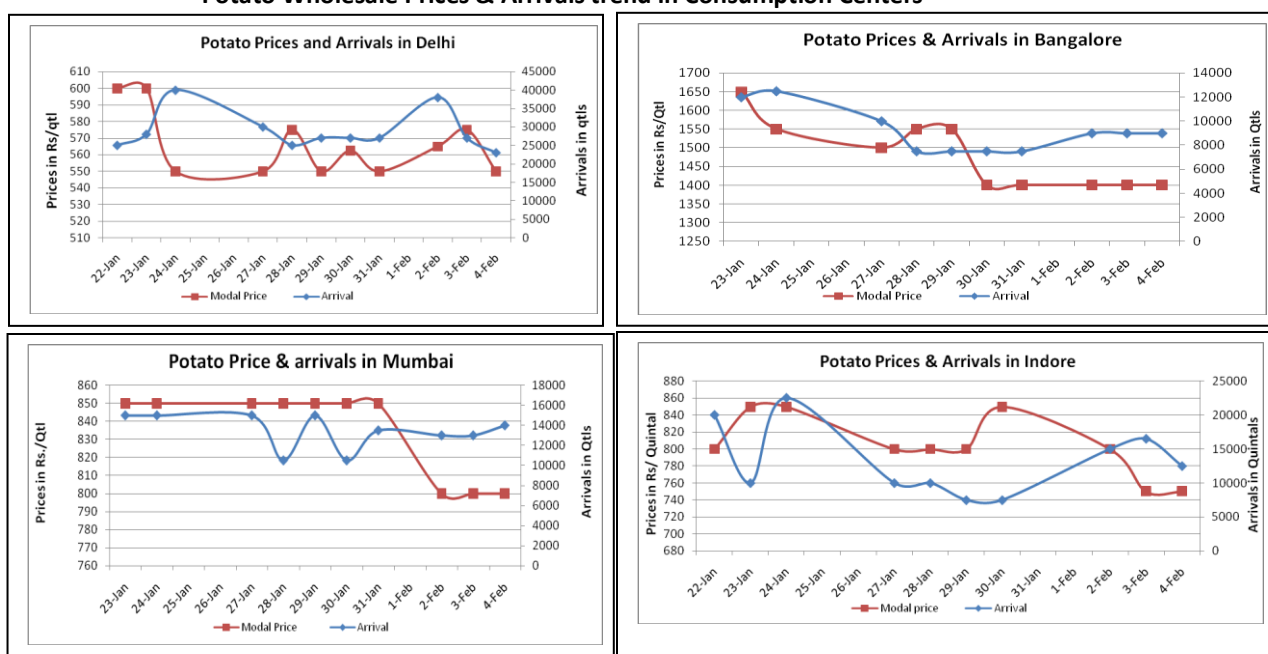 Potato Wholesale Prices & Arrivals trend in Consumption Centers
Potato Prices and Arrivals in Delhi
Prices in Rs/qtl
610
600
590
580
570
560
550
540
530
520
510
45000
40000
35000
30000
25000
20000
15000
10000
5000
0
Arrivals in qtls
22-Jan
23-Jan
24-Jan
25-Jan
26-Jan
27-Jan
28-Jan
29-Jan
30-Jan
31-Jan
1-Feb
2-Feb
3-Feb
4-Feb
Modal Price
Arrival
Potato Prices & Arrivals in Bangalore
Prices in Rs/Qtl
1700
1650
1600
1550
1500
1450
1400
1350
1300
1250
14000
12000
10000
8000
6000
4000
2000
0
Arrivals in Qtls
23-Jan
24-Jan
25-Jan
26-Jan
27-Jan
28-Jan
29-Jan
30-Jan
31-Jan
1-Feb
2-Feb
3-Feb
4-Feb
Modal Price
Arrival
Potato Price & arrivals in Mumbai
Prices in Rs./Qtl
860
850
840
830
820
810
800
790
780
770
760
18000
16000
14000
12000
10000
8000
6000
4000
2000
0
Arrivals in Qtls
23-Jan
24-Jan
25-Jan
26-Jan
27-Jan
28-Jan
29-Jan
30-Jan
31-Jan
1-Feb
2-Feb
3-Feb
4-Feb
Modal Price
Arrival
Potato Prices & Arrivals in Indore
Prices in Rs/ Quintal
880
860
840
820
800
780
760
740
720
700
680
25000
20000
15000
10000
5000
0
Arrivals in Quintals
22-Jan
23-Jan
24-Jan
25-Jan
26-Jan
27-Jan
28-Jan
29-Jan
30-Jan
31-Jan
1-Feb
2-Feb
3-Feb
4-Feb
Modal price
Arrival